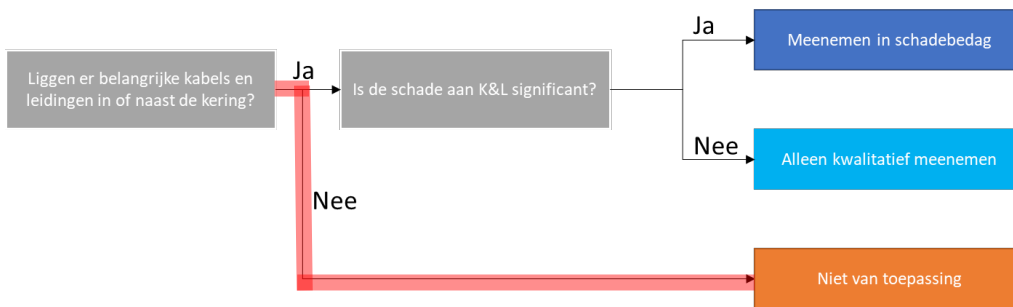 Ja
Meenemen in schadebedag
Liggen er belangrijke kabels en
leidingen in of naast de kering?
Ja
Is de schade aan K&L significant?
Nee
Alleen kwalitatief meenemen
Nee
Niet van toepassing